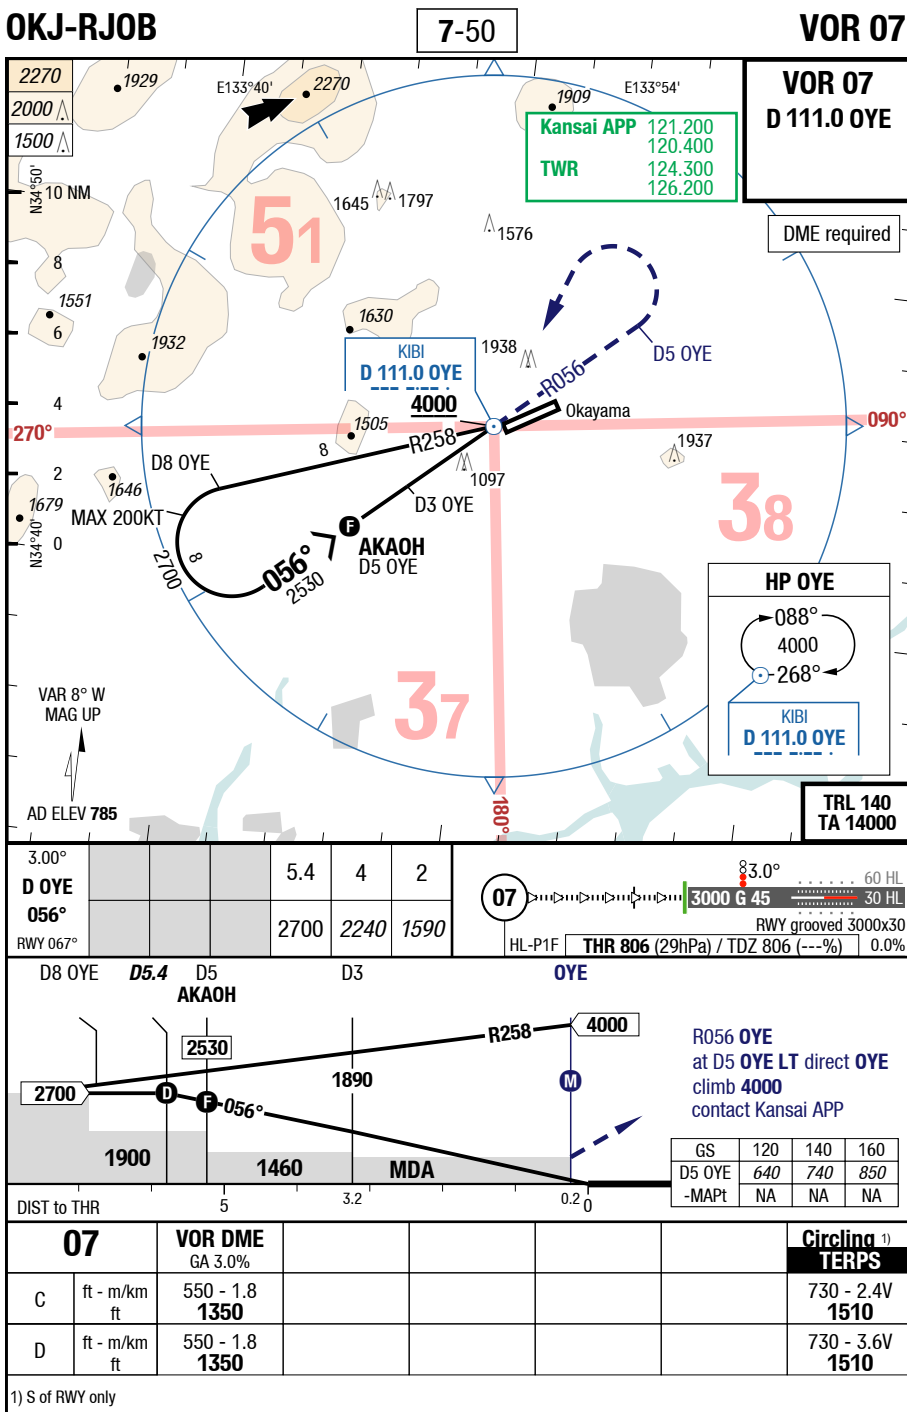 OKJ-RJOB
7-50
VOR 07
2270
2000
1500
1929
E133°40'
2270
1909
E133°54'
VOR 07
D 111.0 OYE
Kansai APP 121.200
120.400
TWR 124.300
126.200
DME required
N34°50'
10 NM
8
6
4
2
0
N34°40'
51
1645
1797
1576
1551
1932
1630
1938
KIBI
D 111.0 OYE
4000
R056
D5 OYE
Okayama
270°
090°
1505
R258
8
1937
1097
D8 OYE
1646
1679
MAX 200KT
D3 OYE
38
AKAOH
D5 OYE
F
2700
8
056°
2530
HP OYE
088°
4000
268°
KIBI
D 111.0 OYE
37
VAR 8° W
MAG UP
AD ELEV 785
180°
TRL 140
TA 14000
3.00°
D OYE
056°
RWY 067°
5.4 4 2
2700 2240 1590
07
3.0°
60 HL
3000 G 45
30 HL
RWY grooved 3000x30
HL-P1F
THR 806 (29hPa) / TDZ 806 (---%)
0.0%
D8 OYE D5.4 D5 D3 OYE
AKAOH
2530
R258
4000
2700
D
F
056°
1890
M
1900
1460
MDA
R056 OYE
at D5 OYE LT direct OYE
climb 4000
contact Kansai APP
GS 120 140 160
D5 OYE 640 740 850
-MAPt NA NA NA
DIST to THR 5 3.2 0.2 0
07
VOR DME
GA 3.0%
Circling 1)
TERPS
C
ft - m/km
ft
550 - 1.8
1350
730 - 2.4V
1510
D
ft - m/km
ft
550 - 1.8
1350
730 - 3.6V
1510
1) S of RWY only